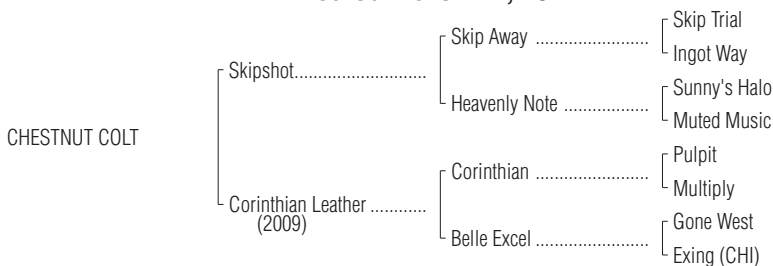 Skip Trial
Skip Away ............................
Ingot Way
Skipshot.................................
Sunny's Halo
Heavenly Note .....................
Muted Music
CHESTNUT COLT
Pulpit
Corinthian ............................
Multiply
Corinthian Leather ..............
(2009)
Gone West
Belle Excel ...........................
Exing (CHI)